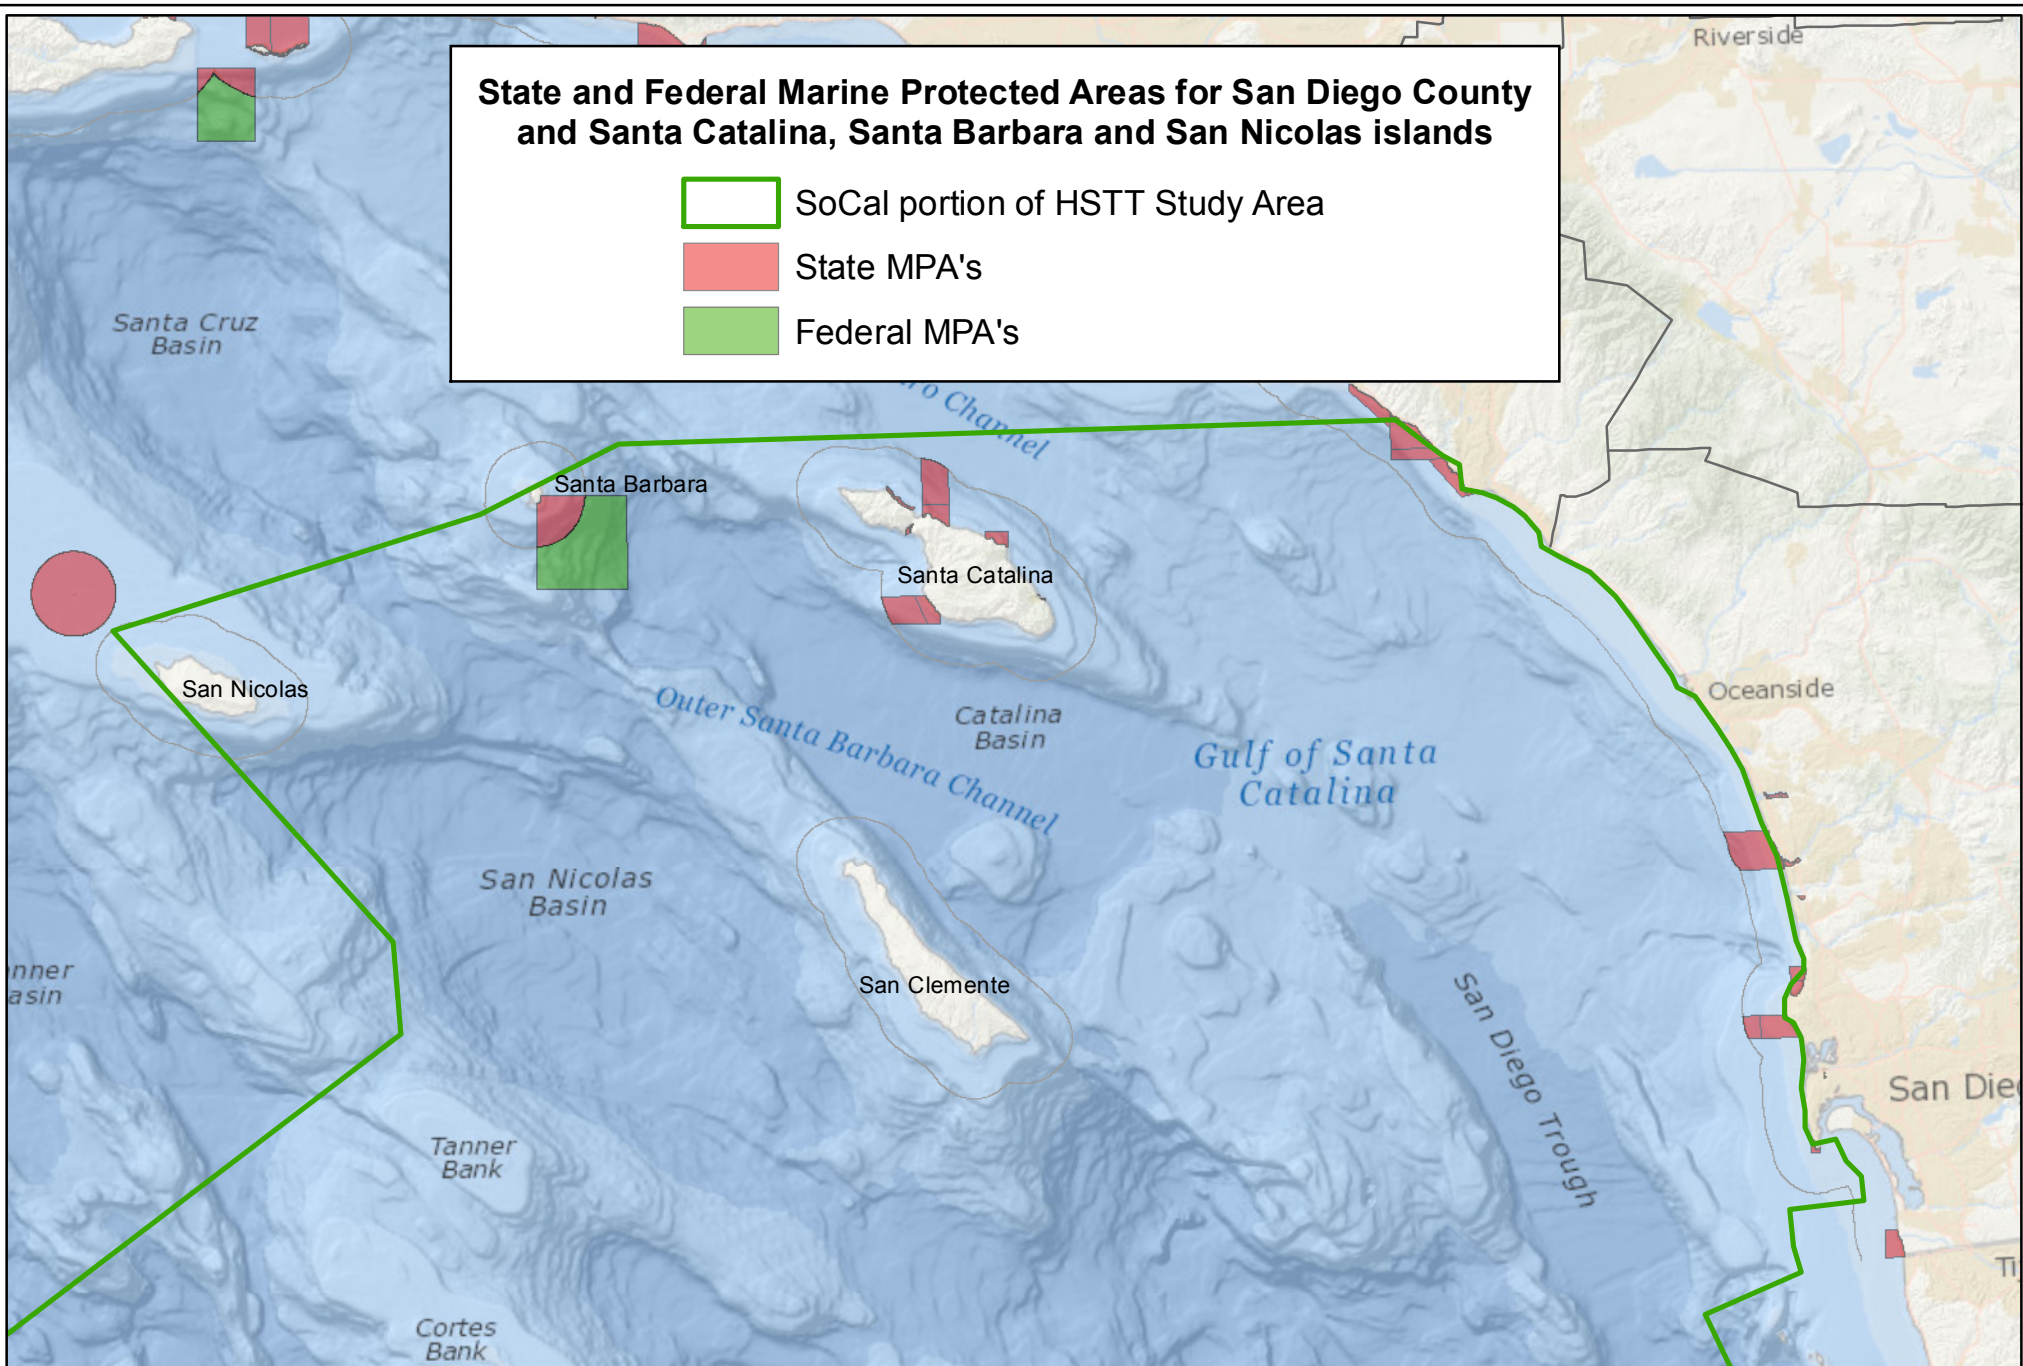 Riverside
State and Federal Marine Protected Areas for San Diego County
and Santa Catalina, Santa Barbara and San Nicolas islands
SoCal portion of HSTT Study Area
State MPA's
Federal MPA's
Santa Cruz
Basin
Channel
Santa Barbara
Santa Catalina
San Nicolas
Oceanside
Outer Santa Barbara Channel
Catalina
Basin
Gulf of Santa
Catalina
San Nicolas
Basin
San Clemente
San Diego Trough
San Die
Tanner
Bank
Cortes
Bank